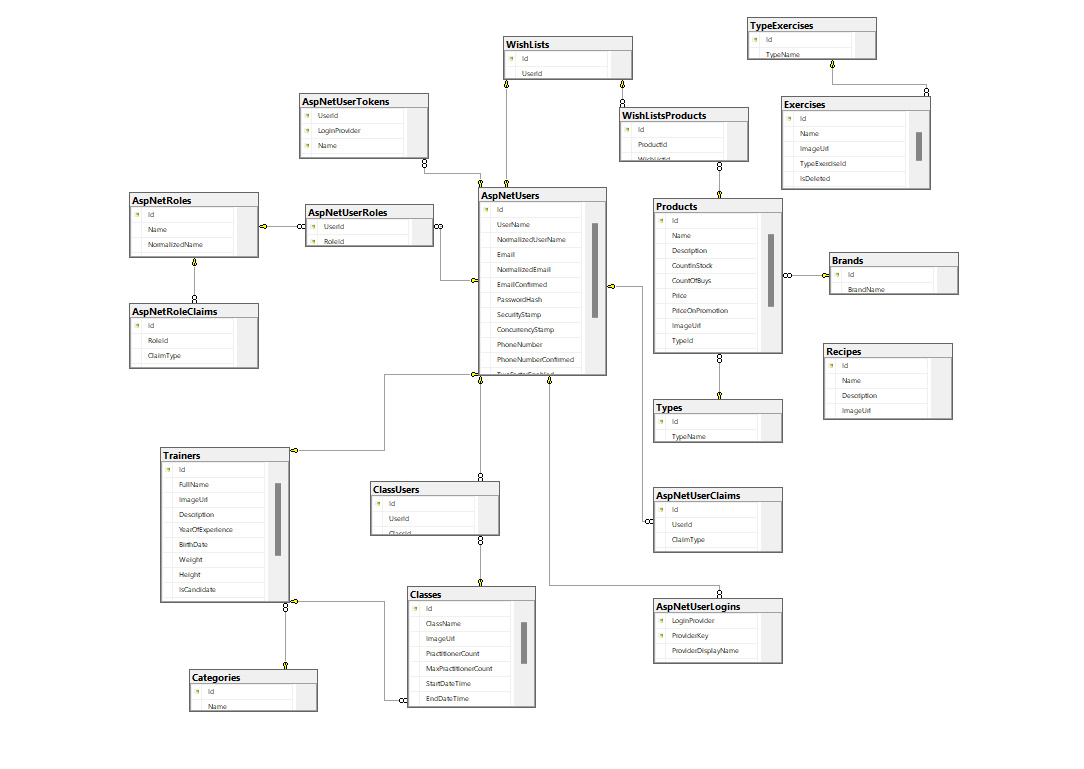 TypeExercises
Id
TypeName
WishLists
Id
UserId
AspNetUserTokens
UserId
LoginProvider
Name
WishListsProducts
Id
ProductId
WishListId
Exercises
Id
Name
ImageUrl
TypeExerciseId
IsDeleted
AspNetRoles
Id
Name
NormalizedName
AspNetUserRoles
UserId
RoleId
AspNetUsers
Id
UserName
NormalizedUserName
Email
NormalizedEmail
EmailConfirmed
PasswordHash
SecurityStamp
ConcurrencyStamp
PhoneNumber
PhoneNumberConfirmed
TwoFactorEnabled
Products
Id
Name
Description
CountInStock
CountOfBuys
Price
PriceOnPromotion
ImageUrl
TypeId
Brands
Id
BrandName
AspNetRoleClaims
Id
RoleId
ClaimType
Recipes
Id
Name
Description
ImageUrl
Types
Id
TypeName
Trainers
Id
FullName
ImageUrl
Description
YearOfExperience
BirthDate
Weight
Height
IsCandidate
ClassUsers
Id
UserId
ClassId
AspNetUserClaims
Id
UserId
ClaimType
Classes
Id
ClassName
ImageUrl
PractitionerCount
MaxPractitionerCount
StartDateTime
EndDateTime
AspNetUserLogins
LoginProvider
ProviderKey
ProviderDisplayName
Categories
Id
Name